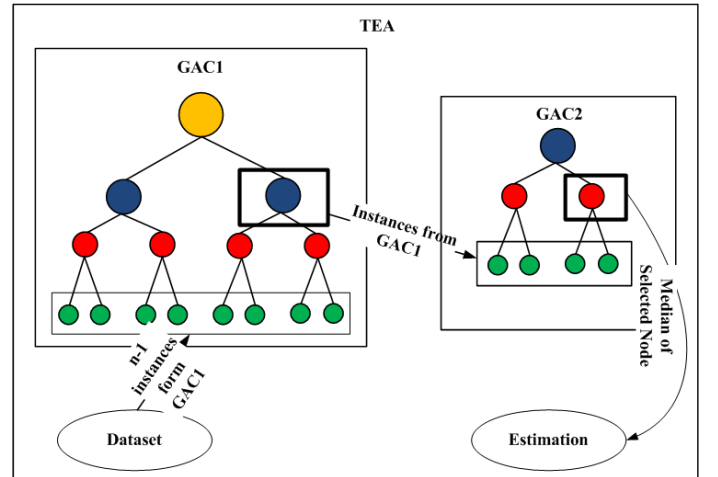 TEA
GAC1
GAC2
Instances from
GAC1
Median of
Selected Node
n-1
instances
form
GAC1
Dataset
Estimation